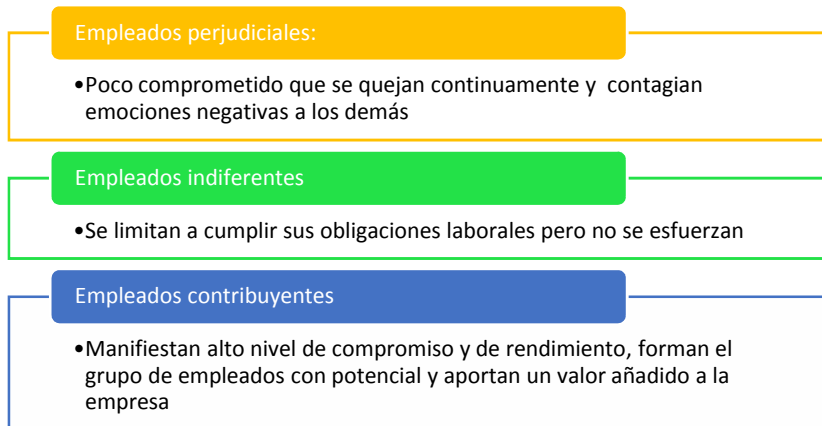 Empleados perjudiciales:
•Poco comprometido que se quejan continuamente y contagian
emociones negativas a los demás
Empleados indiferentes
•Se limitan a cumplir sus obligaciones laborales pero no se esfuerzan
Empleados contribuyentes
•Manifiestan alto nivel de compromiso y de rendimiento, forman el
grupo de empleados con potencial y aportan un valor añadido a la
empresa